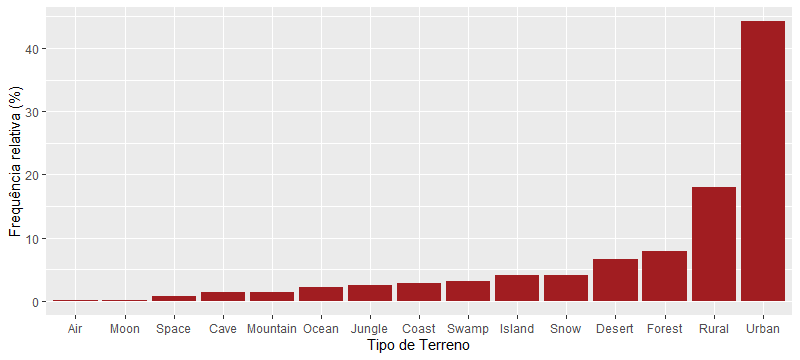 Frequência relativa (%)
40
30
20
10
0
Air Moon Space Cave Mountain Ocean Jungle Coast Swamp Island Snow Desert Forest Rural Urban
Tipo de Terreno